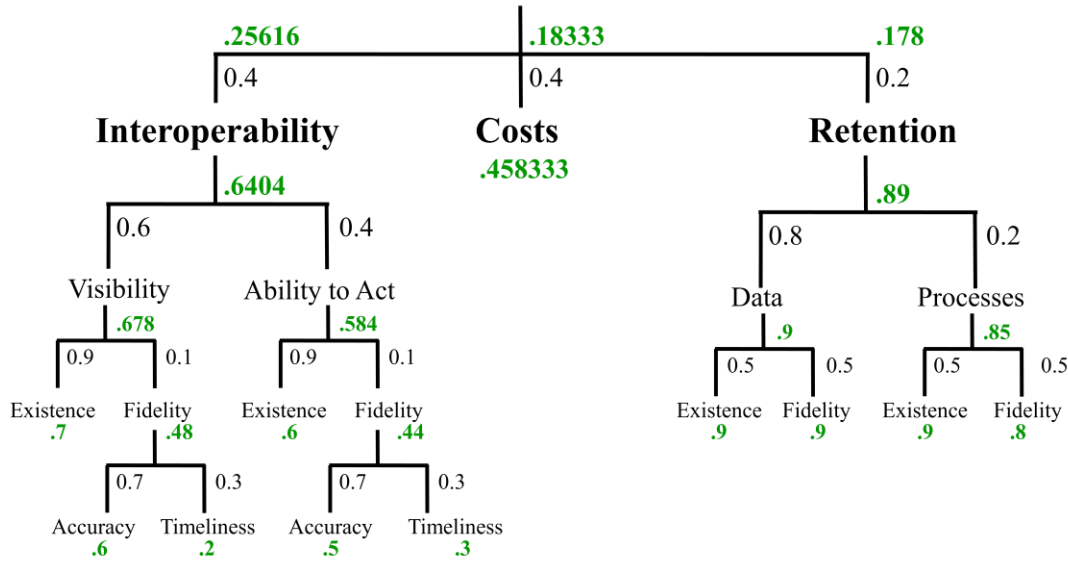 .25616 .18333 .178
0.4 0.4 0.2
Interoperability Costs Retention
.458333
.6404 .89
0.6 0.4 0.8 0.2
Visibility Ability to Act Data Processes
.678 .584 .9 .85
0.9 0.1 0.9 0.1 0.5 0.5 0.5 0.5
Existence Fidelity Existence Fidelity Existence Fidelity Existence Fidelity
.7 .48 .6 .44 .9 .9 .9 .8
0.7 0.3 0.7 0.3
Accuracy Timeliness Accuracy Timeliness
.6 .2 .5 .3